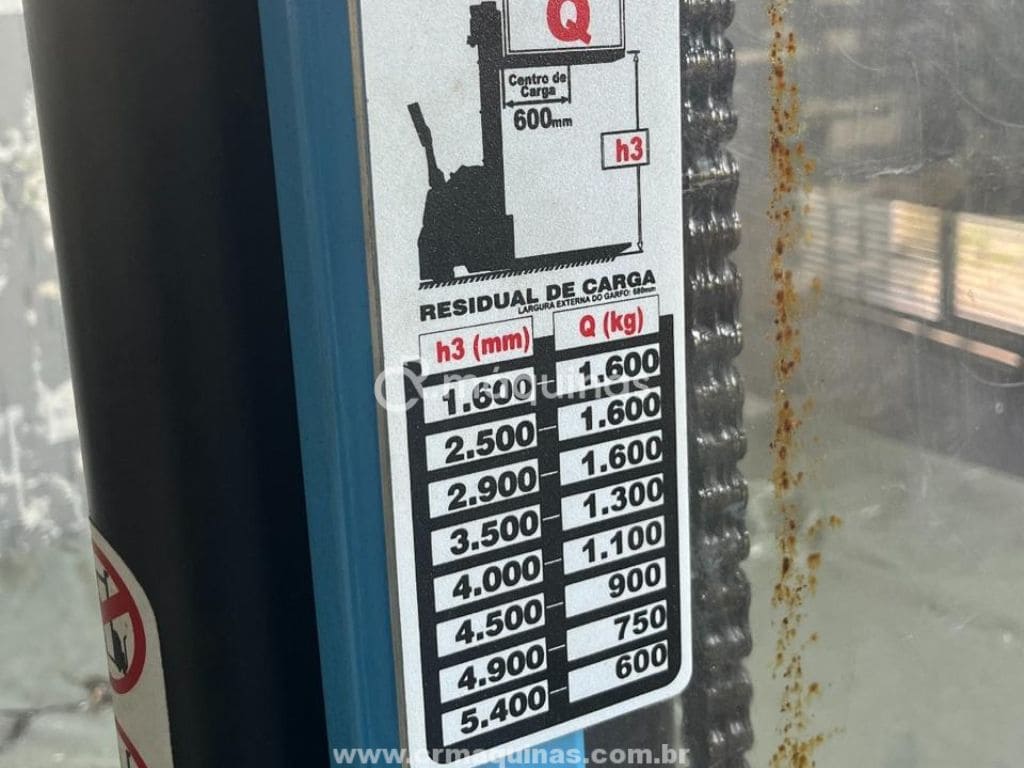 Q
Centro de
Carga
600mm
h3
RESIDUAL DE CARGA
LARGURA EXTERNA DO GARFO: 680mm
h3 (mm) Q (kg)
1.600 1.600
2.500 1.600
2.900 1.600
3.500 1.300
4.000 1.100
4.500 900
4.900 750
5.400 600
máquinas
www.crmaquinas.com.br